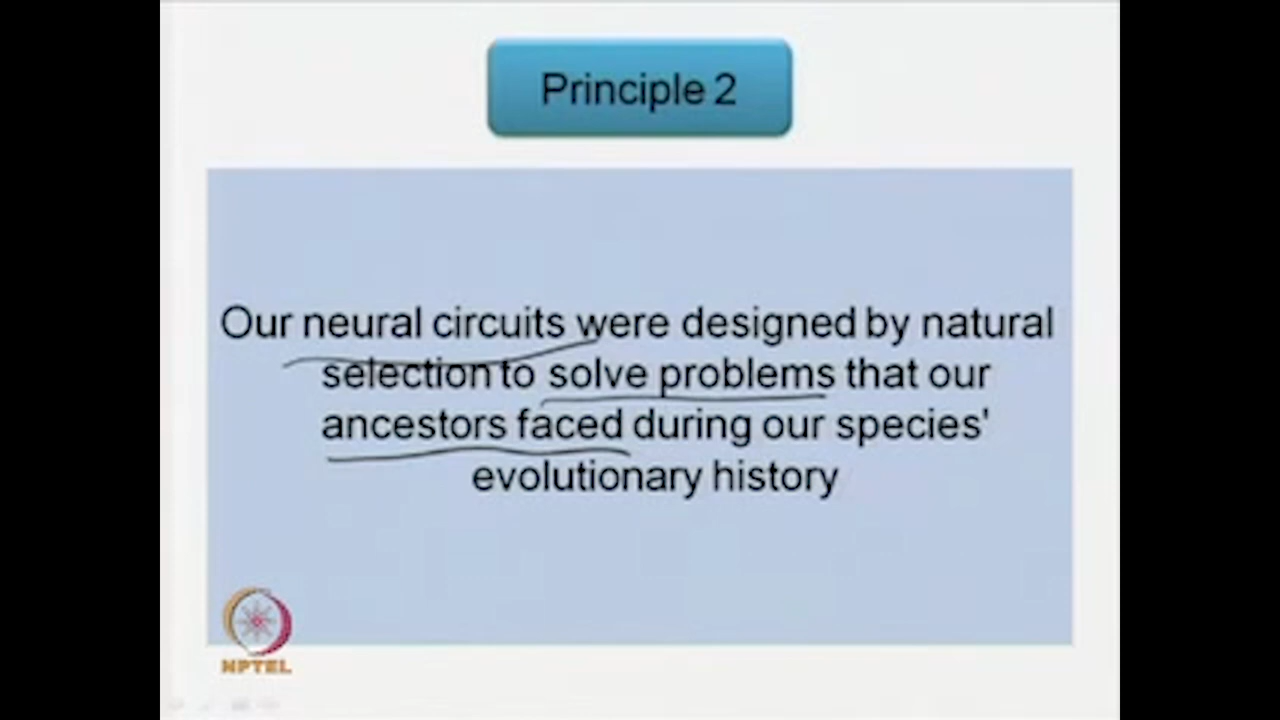 Principle 2
Our neural circuits were designed by natural
selection to solve problems that our
ancestors faced during our species'
evolutionary history
NPTEL